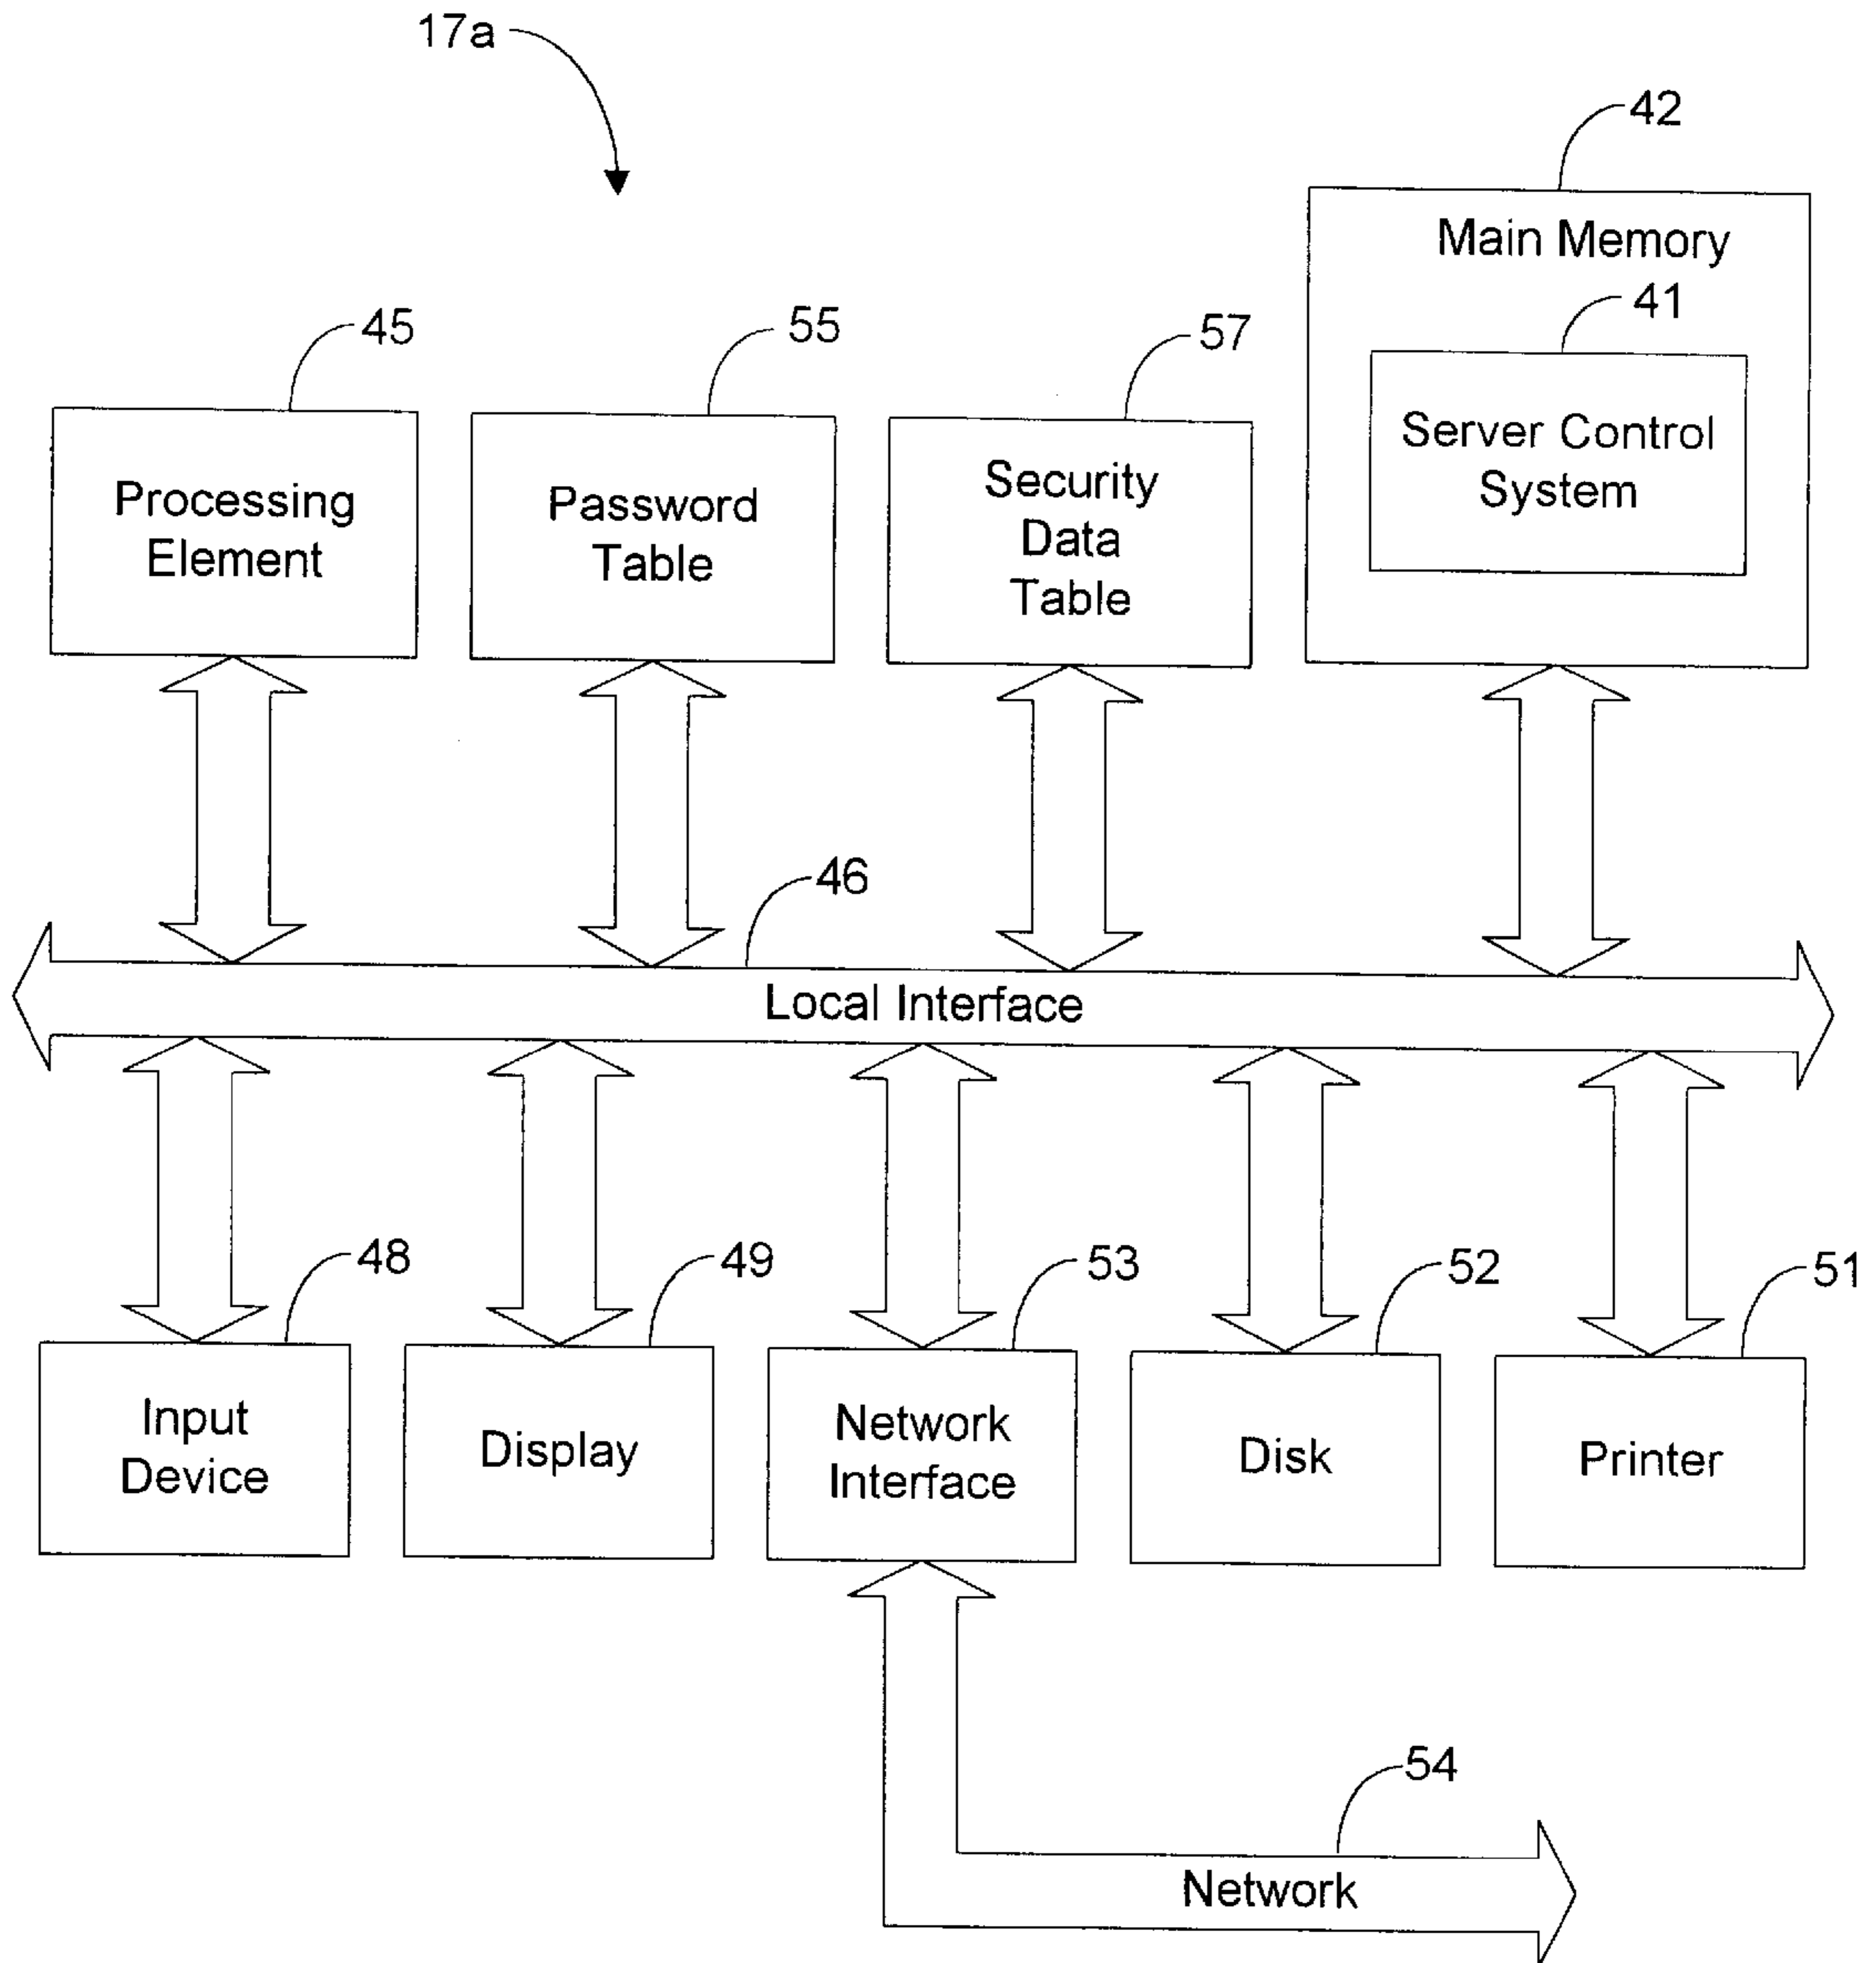 17a
42
Main Memory
41
Server Control
System
45
Processing
Element
55
Password
Table
57
Security
Data
Table
46
Local Interface
48
Input
Device
49
Display
53
Network
Interface
52
Disk
51
Printer
54
Network